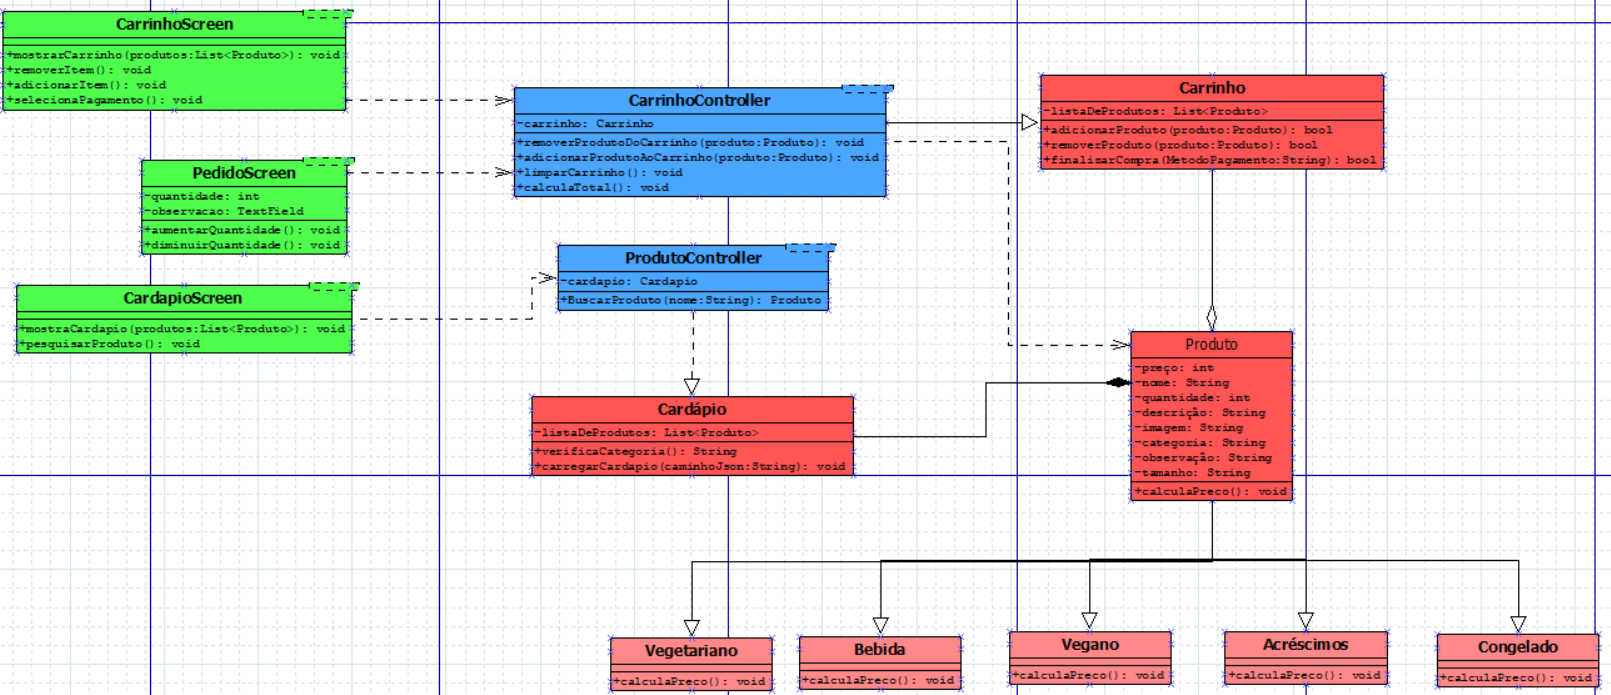 CarrinhoScreen
+mostrarCarrinho(produtos:List<Produto>): void
+removerItem(): void
+adicionarItem(): void
+selecionaPagamento(): void
PedidoScreen
-quantidade: int
-observacao: TextField
+aumentarQuantidade(): void
+diminuirQuantidade(): void
CardapioScreen
+mostraCardapio(produtos:List<Produto>): void
+pesquisarProduto(): void
CarrinhoController
-carrinho: Carrinho
+removerProdutoDoCarrinho(produto:Produto): void
+adicionarProdutoAoCarrinho(produto:Produto): void
+limparCarrinho(): void
+calculaTotal(): void
ProdutoController
-cardapio: Cardapio
+BuscarProduto(nome:String): Produto
Cardápio
-listaDeProdutos: List<Produto>
+verificaCategoria(): String
+carregarCardapio(caminhoJson:String): void
Carrinho
-listaDeProdutos: List<Produto>
+adicionarProduto(produto:Produto): bool
+removerProduto(produto:Produto): bool
+finalizarCompra(MetodoPagamento:String): bool
Produto
-preço: int
-nome: String
-quantidade: int
-descrição: String
-imagem: String
-categoria: String
-observação: String
-tamanho: String
+calculaPreco(): void
Vegetariano
+calculaPreco(): void
Bebida
+calculaPreco(): void
Vegano
+calculaPreco(): void
Acréscimos
+calculaPreco(): void
Congelado
+calculaPreco(): void